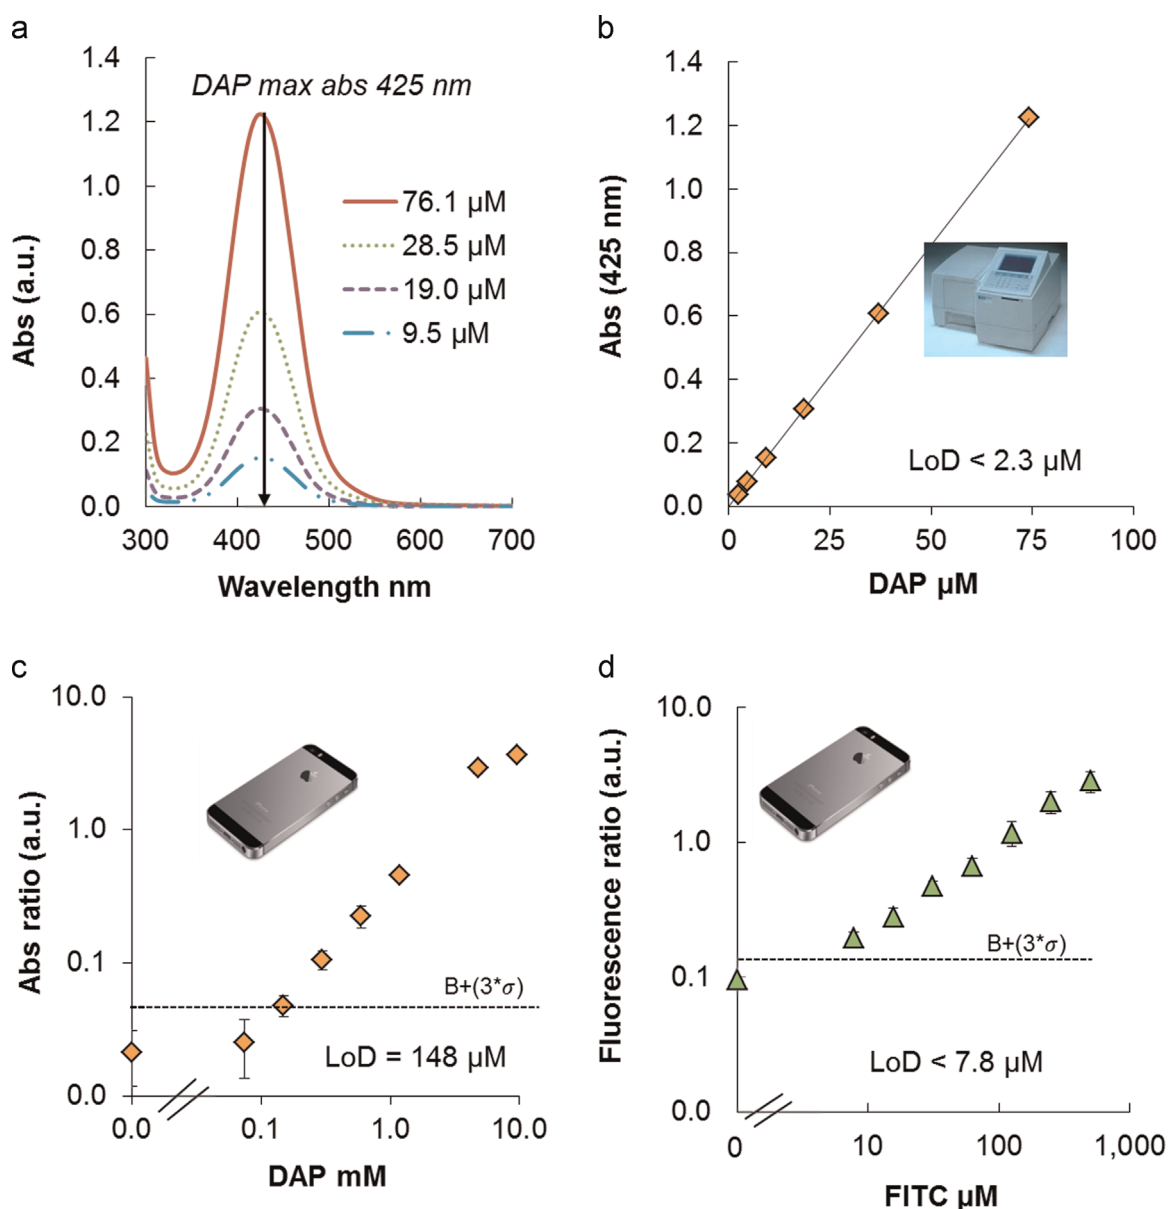 a
1.4
1.2
1.0
0.8
0.6
0.4
0.2
0.0
Abs (a.u.)
DAP max abs 425 nm
76.1 µM
28.5 µM
19.0 µM
9.5 µM
300 400 500 600 700
Wavelength nm
b
1.4
1.2
1.0
0.8
0.6
0.4
0.2
0.0
Abs (425 nm)
LoD < 2.3 µM
0 25 50 75 100
DAP µM
c
10.0
1.0
0.1
0.0
Abs ratio (a.u.)
B+(3*σ)
LoD = 148 µM
0.0 0.1 1.0 10.0
DAP mM
d
10.0
1.0
0.1
0.0
Fluorescence ratio (a.u.)
B+(3*σ)
LoD < 7.8 µM
0 10 100 1,000
FITC µM